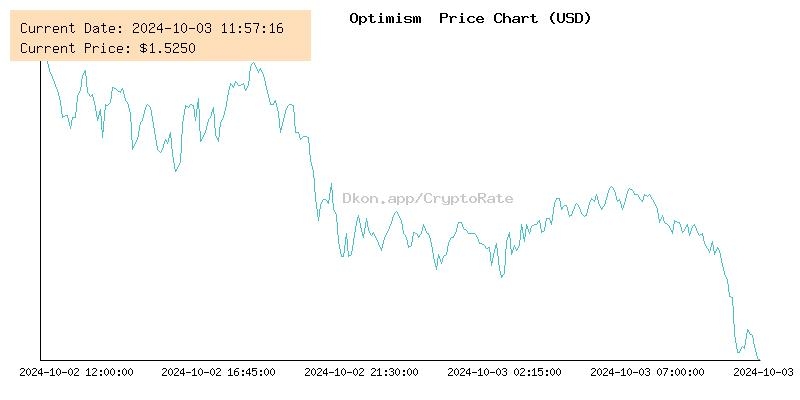 Optimism  Price Chart (USD)
Current Date: 2024-10-03 11:57:16
Current Price: $1.5250
Dkon.app/CryptoRate
2024-10-02 12:00:00 2024-10-02 16:45:00 2024-10-02 21:30:00 2024-10-03 02:15:00 2024-10-03 07:00:00 2024-10-03